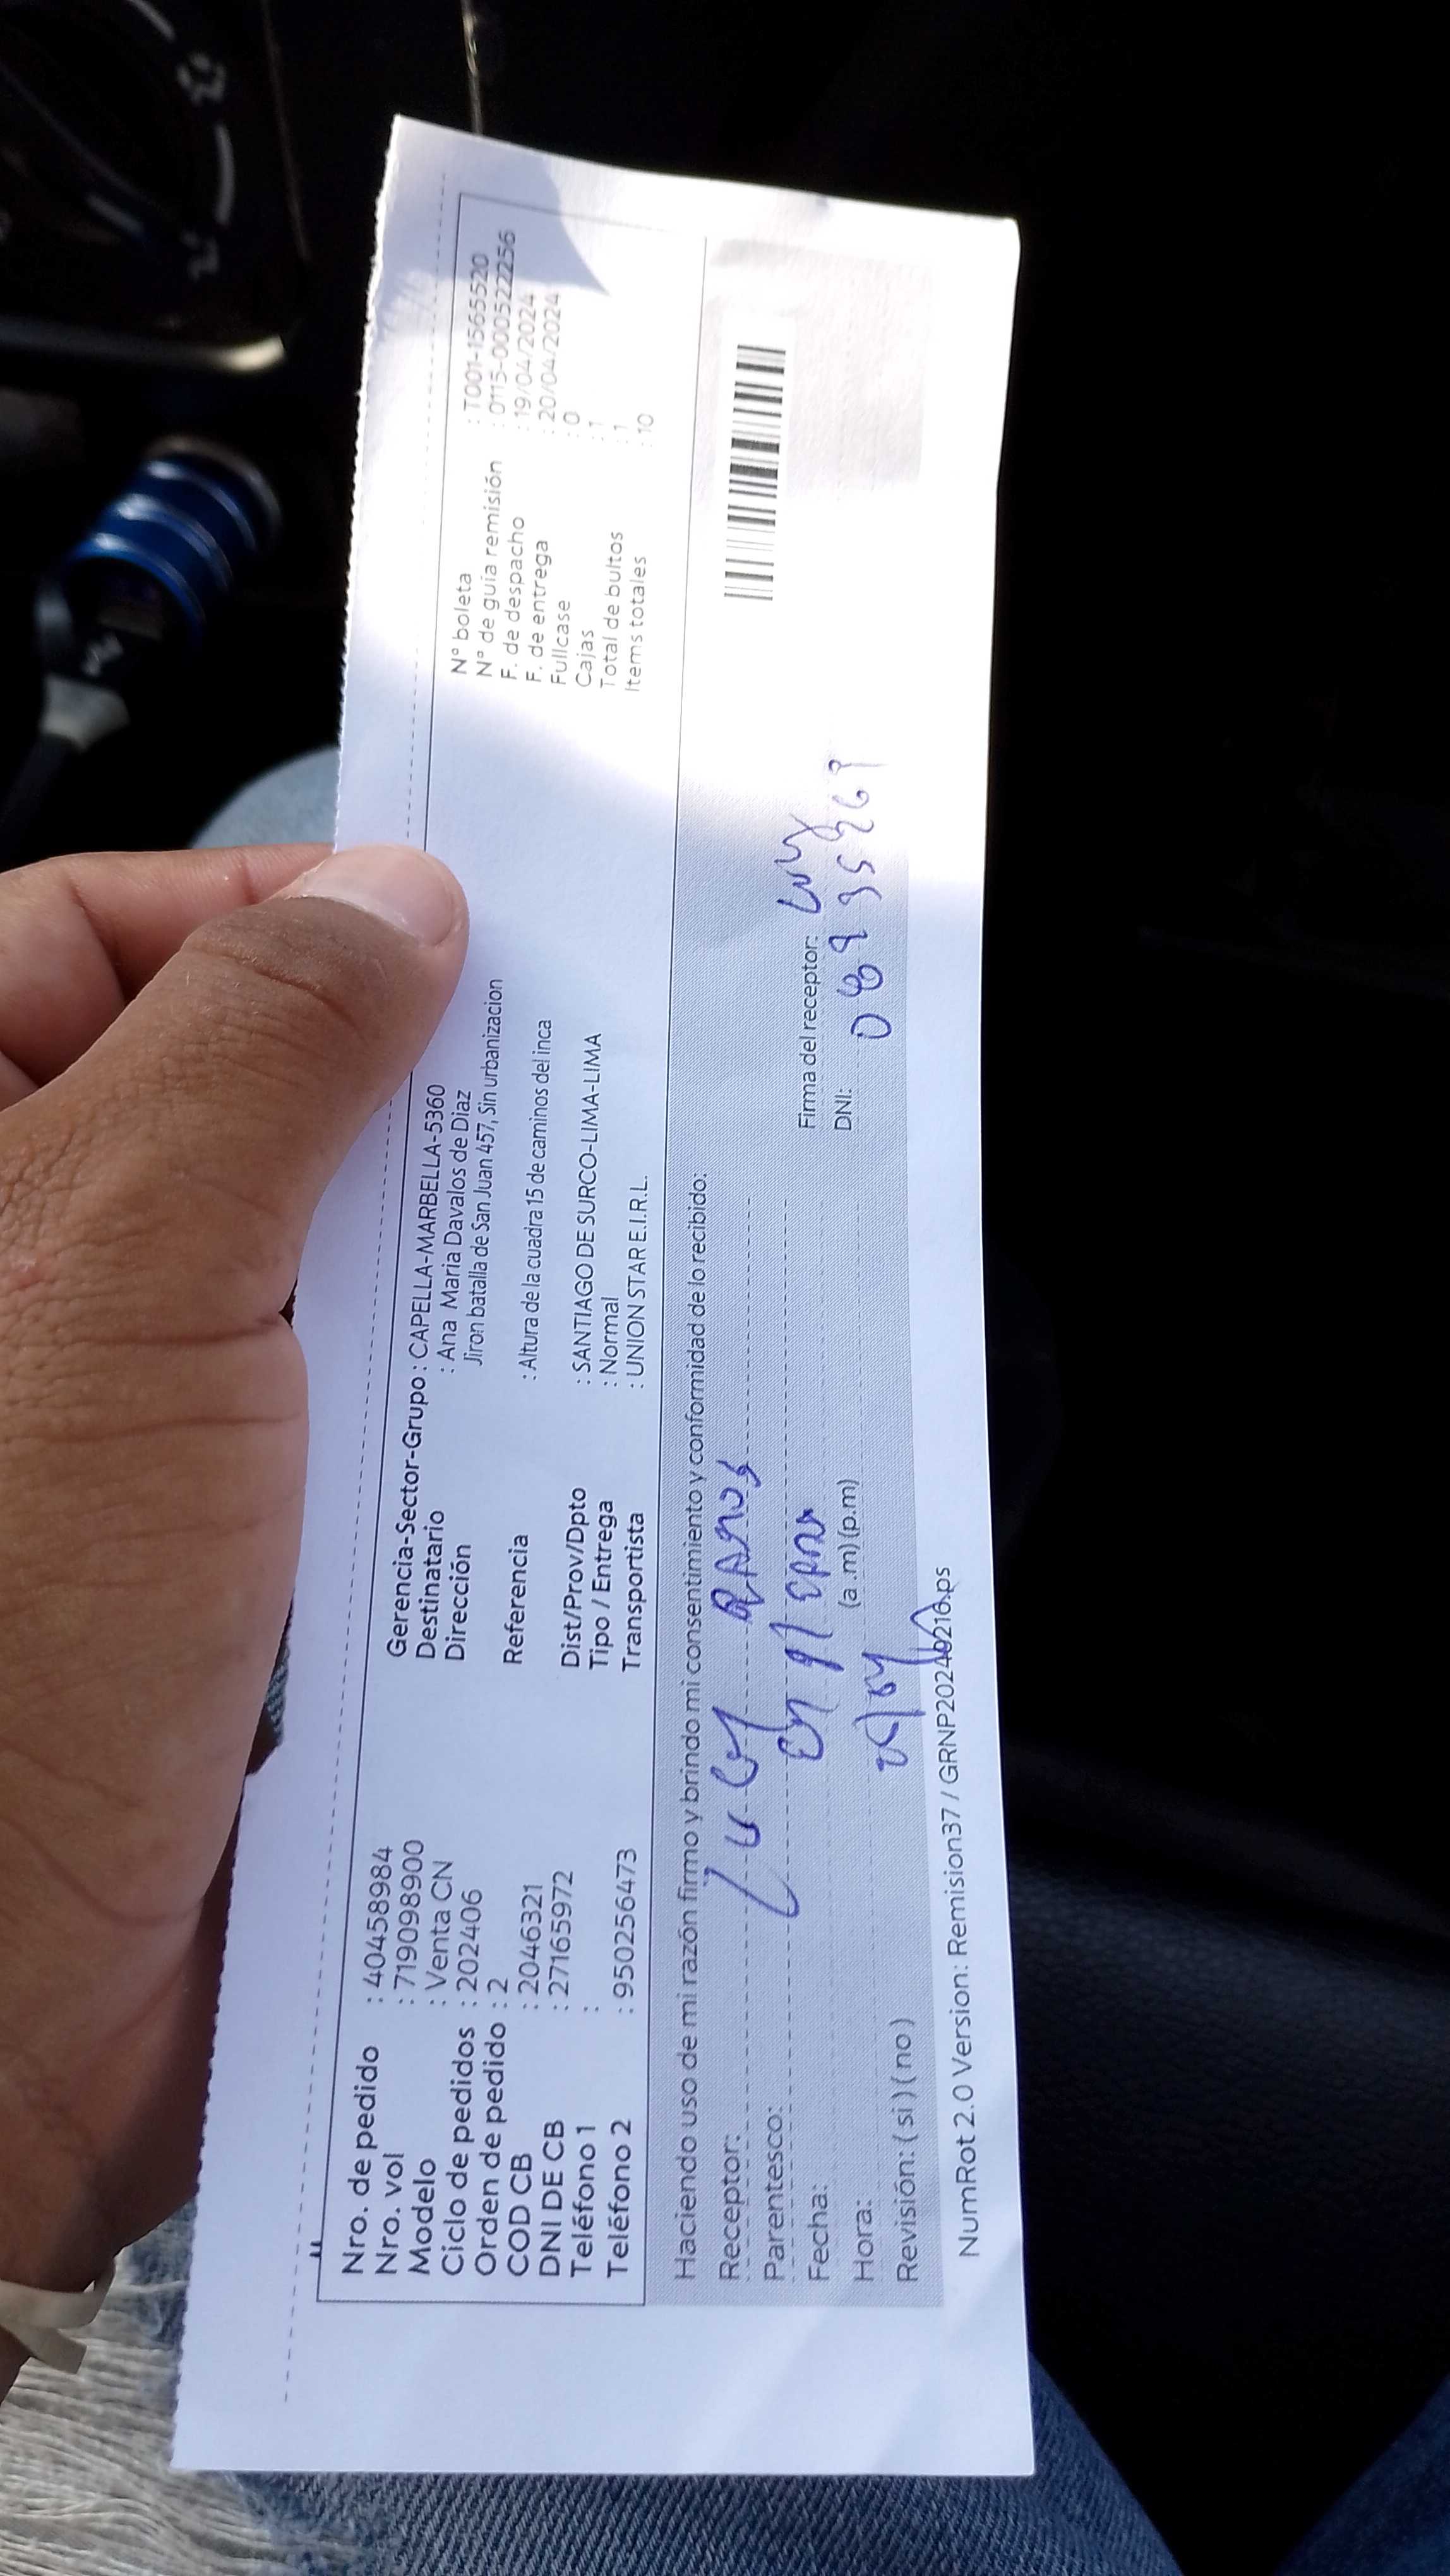 Nro. de pedido : 404458984
Nro. vol : 719098900
Modelo : Venta CN
Ciclo de pedidos : 202406
Orden de pedido : 2
COD CB : 2046321
DNI DE CB : 27165972
Teléfono 1 :
Teléfono 2 : 950256473
Gerencia-Sector-Grupo : CAPELLA-MARBELLA-5360
Destinatario : Ana Maria Davalos de Diaz
Dirección Jiron batalla de San Juan 457, Sin urbanizacion
Referencia : Altura de la cuadra 15 de caminos del inca
Dist/Prov/Dpto : SANTIAGO DE SURCO-LIMA-LIMA
Tipo / Entrega : Normal
Transportista : UNION STAR E.I.R.L.
N° boleta : T001-1565520
N° de guía remisión : 0115-0005222256
F. de despacho : 19/04/2024
F. de entrega : 20/04/2024
Fullcase : 0
Cajas : 1
Total de bultos : 1
Items totales : 10
Haciendo uso de mi razón firmo y brindo mi consentimiento y conformidad de lo recibido:
Receptor: Lucy Ramos
Parentesco:
Fecha:
Hora: (a.m) (p.m)
Revisión: ( si ) ( no )
Firma del receptor: Lucy
DNI:
NumRot 2.0 Version: Remision37 / GRNP20240216.ps